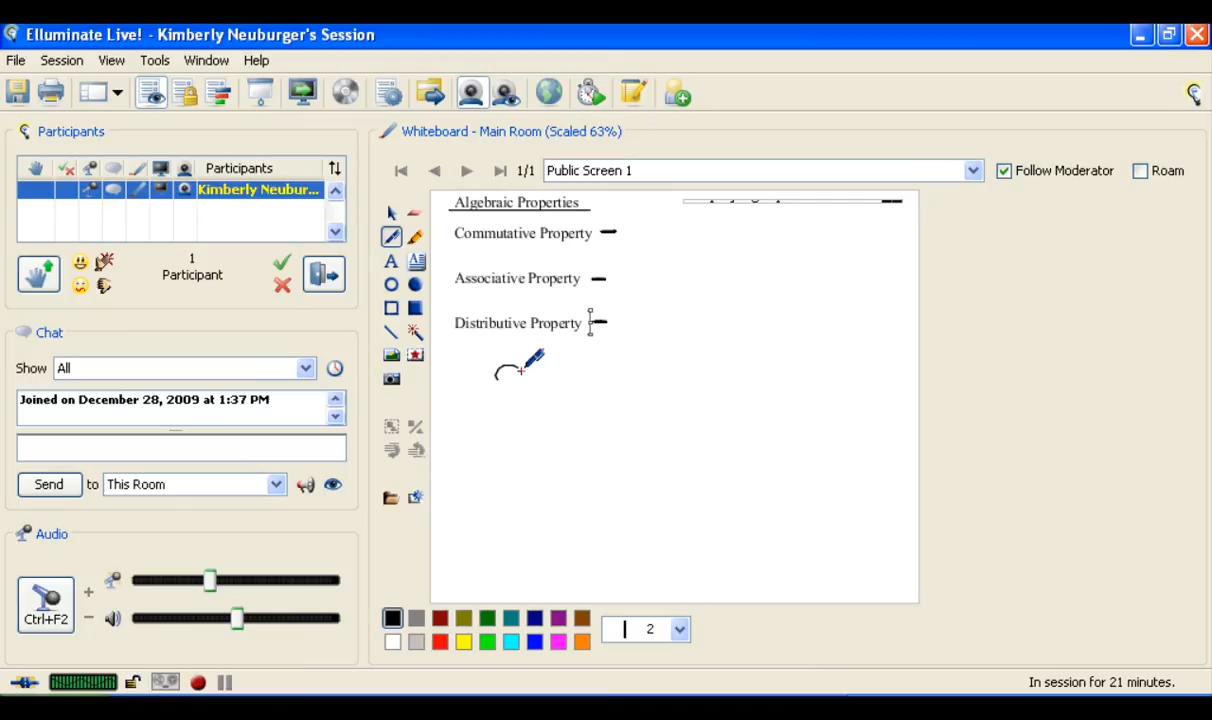 Elluminate Live! - Kimberly Neuburger's Session
File Session View Tools Window Help
Participants
Participants
Kimberly Neubur...
1
Participant
Chat
Show All
Joined on December 28, 2009 at 1:37 PM
Send to This Room
Audio
Ctrl+F2
Whiteboard - Main Room (Scaled 63%)
1/1 Public Screen 1 Follow Moderator Roam
Algebraic Properties
Commutative Property
Associative Property
Distributive Property
2
In session for 21 minutes.